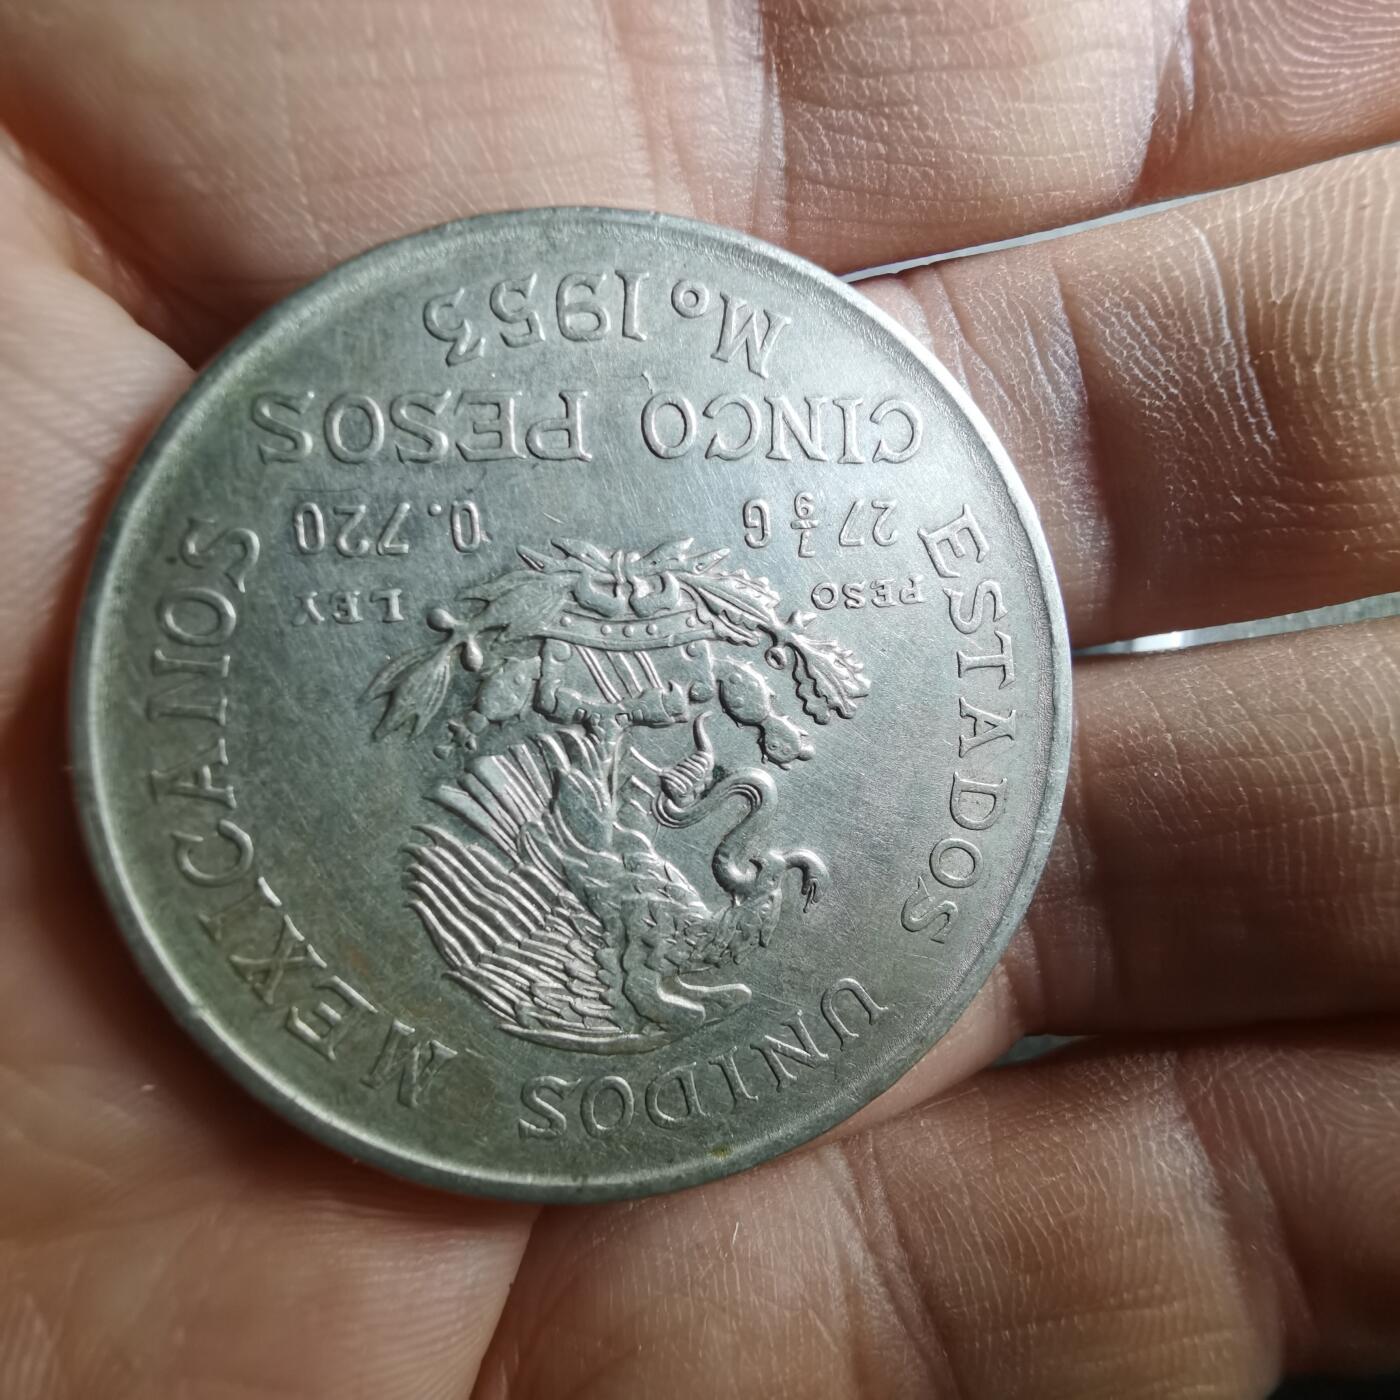 ESTADOS UNIDOS MEXICANOS
PESO LEY
27 7/9 G 0.720
CINCO PESOS
Mo 1953